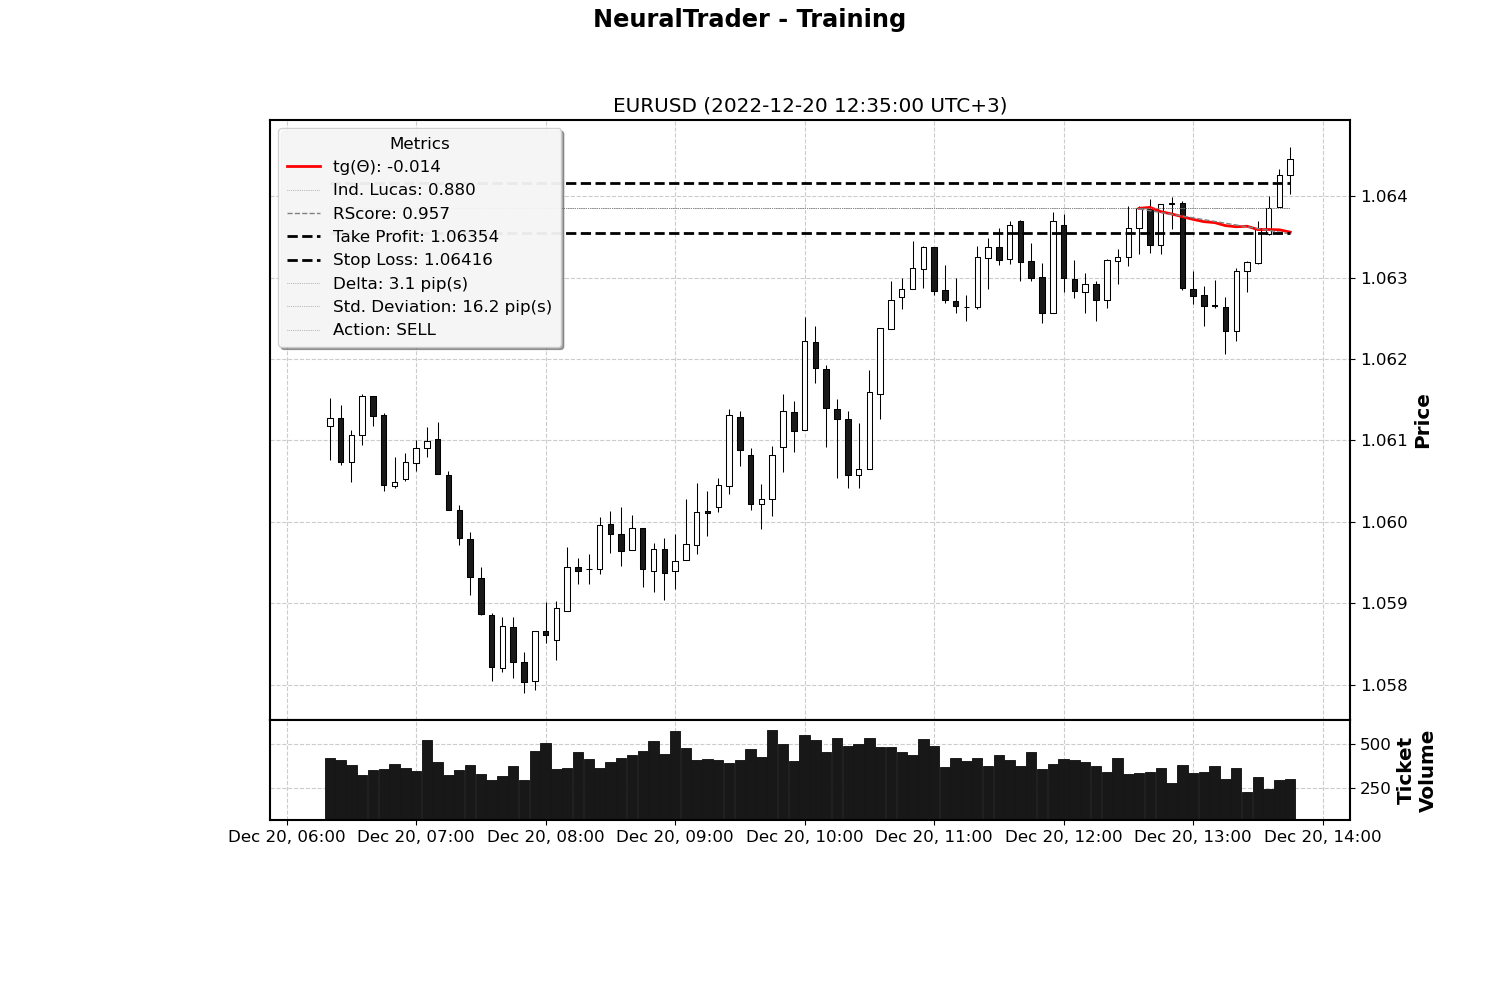 NeuralTrader - Training
EURUSD (2022-12-20 12:35:00 UTC+3)
Metrics
tg(Θ): -0.014
Ind. Lucas: 0.880
RScore: 0.957
Take Profit: 1.06354
Stop Loss: 1.06416
Delta: 3.1 pip(s)
Std. Deviation: 16.2 pip(s)
Action: SELL
1.064
1.063
1.062
1.061
1.060
1.059
1.058
Price
500
250
Ticket
Volume
Dec 20, 06:00 Dec 20, 07:00 Dec 20, 08:00 Dec 20, 09:00 Dec 20, 10:00 Dec 20, 11:00 Dec 20, 12:00 Dec 20, 13:00 Dec 20, 14:00